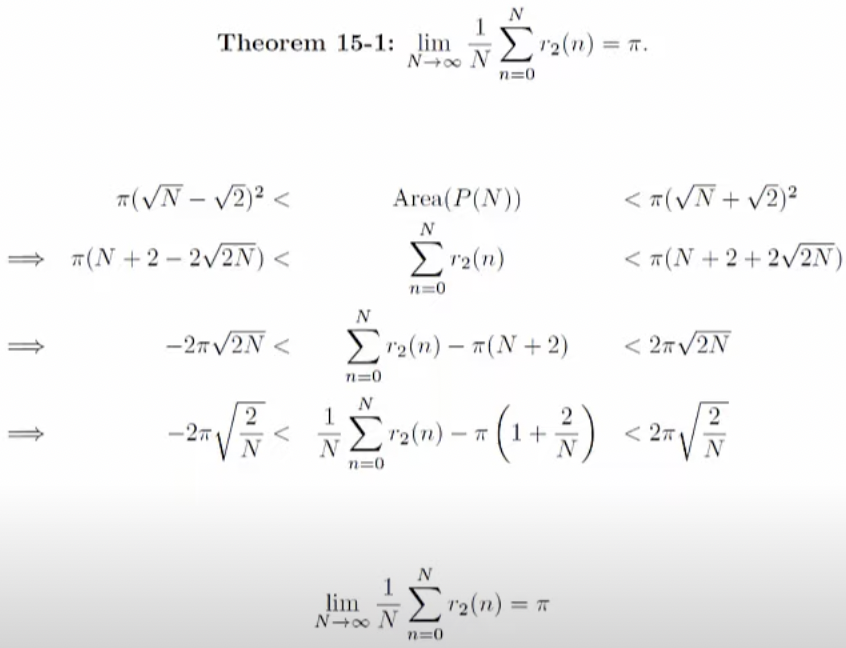 Theorem 15-1: $\lim_{N\to\infty} \frac{1}{N} \sum_{n=0}^{N} r_2(n) = \pi.$
$\pi(\sqrt{N} - \sqrt{2})^2 < \text{Area}(P(N)) < \pi(\sqrt{N} + \sqrt{2})^2$
$\implies \pi(N + 2 - 2\sqrt{2N}) < \sum_{n=0}^{N} r_2(n) < \pi(N + 2 + 2\sqrt{2N})$
$\implies -2\pi\sqrt{2N} < \sum_{n=0}^{N} r_2(n) - \pi(N + 2) < 2\pi\sqrt{2N}$
$\implies -2\pi\sqrt{\frac{2}{N}} < \frac{1}{N} \sum_{n=0}^{N} r_2(n) - \pi\left(1 + \frac{2}{N}\right) < 2\pi\sqrt{\frac{2}{N}}$
$\lim_{N\to\infty} \frac{1}{N} \sum_{n=0}^{N} r_2(n) = \pi$